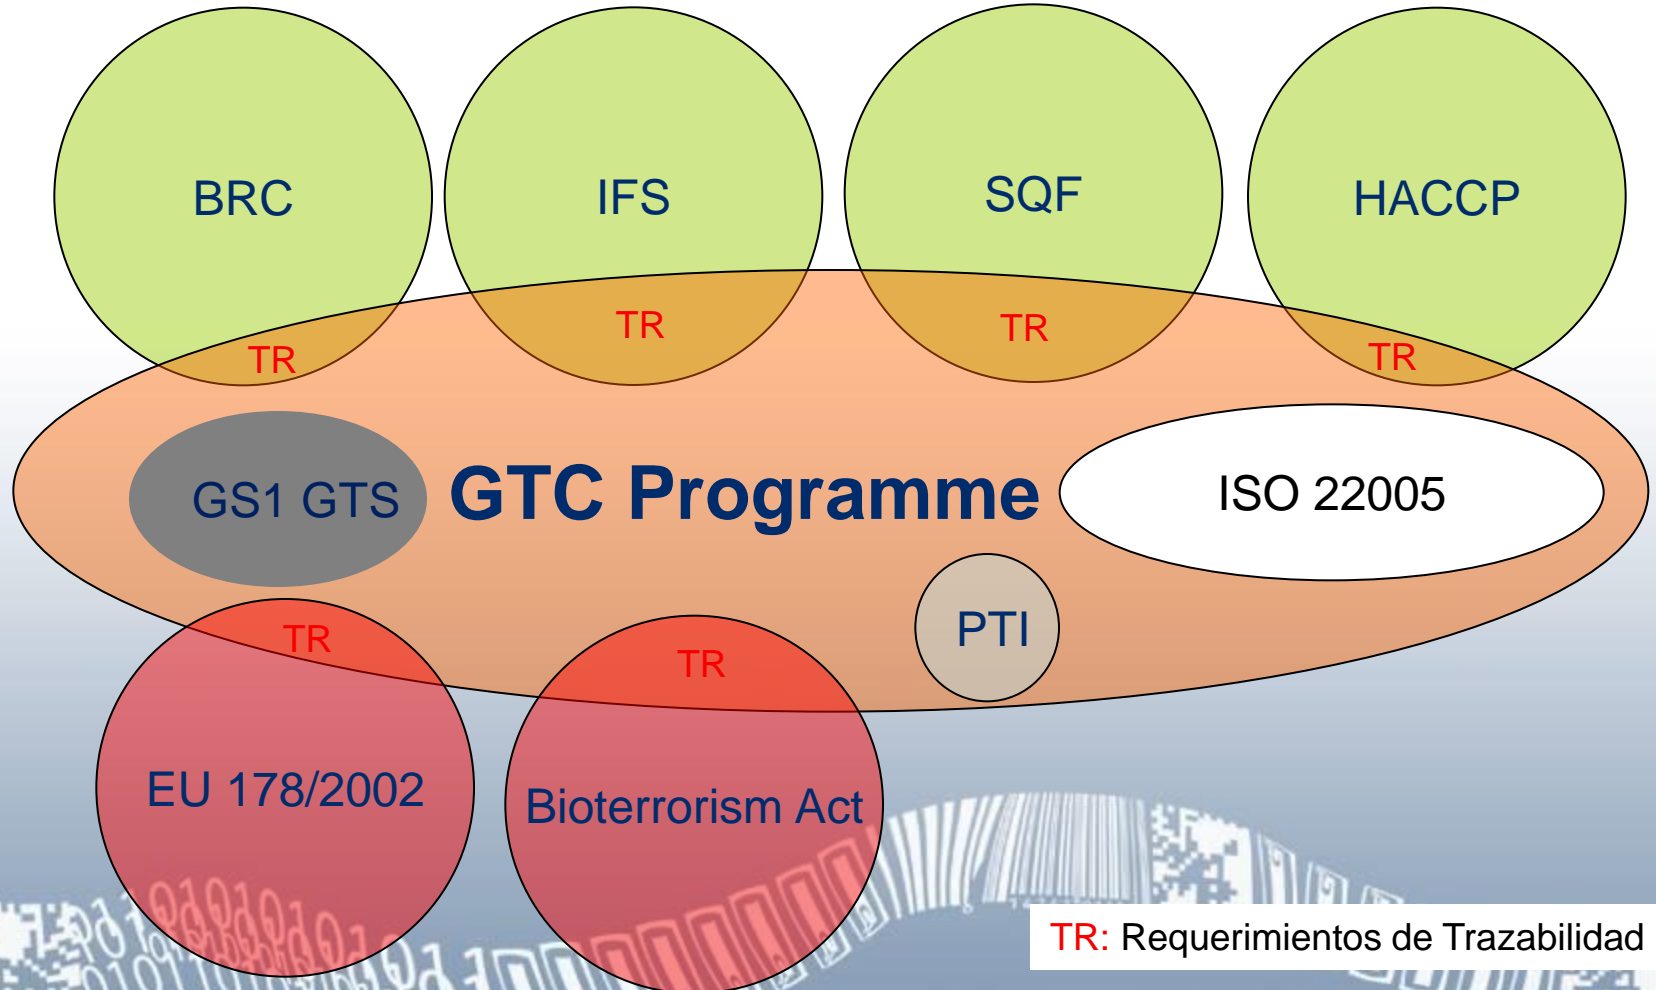 BRC
IFS
SQF
HACCP
TR
TR
TR
TR
GS1 GTS
GTC Programme
ISO 22005
PTI
TR
TR
EU 178/2002
Bioterrorism Act
TR: Requerimientos de Trazabilidad